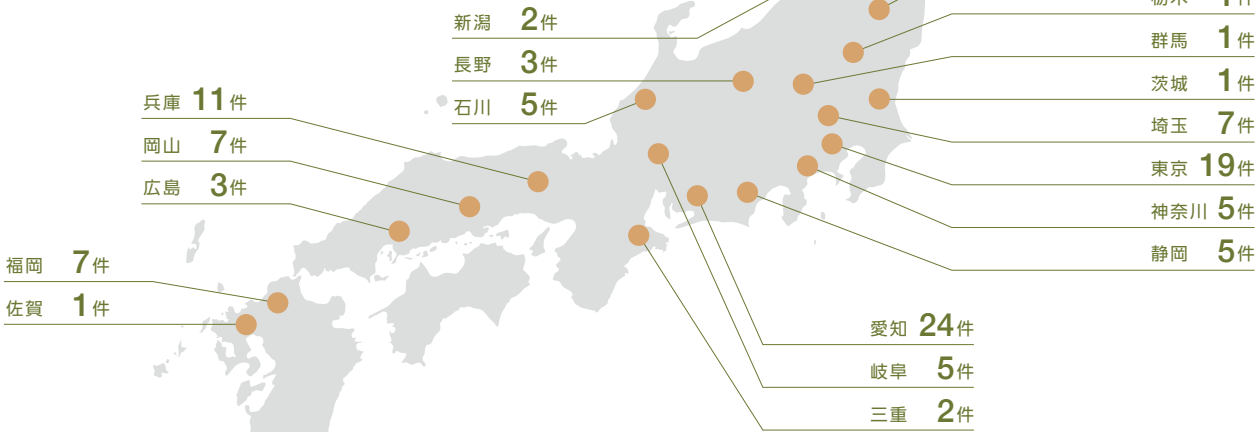 新潟 2件
長野 3件
石川 5件
兵庫 11件
岡山 7件
広島 3件
福岡 7件
佐賀 1件
群馬 1件
茨城 1件
埼玉 7件
東京 19件
神奈川 5件
静岡 5件
愛知 24件
岐阜 5件
三重 2件